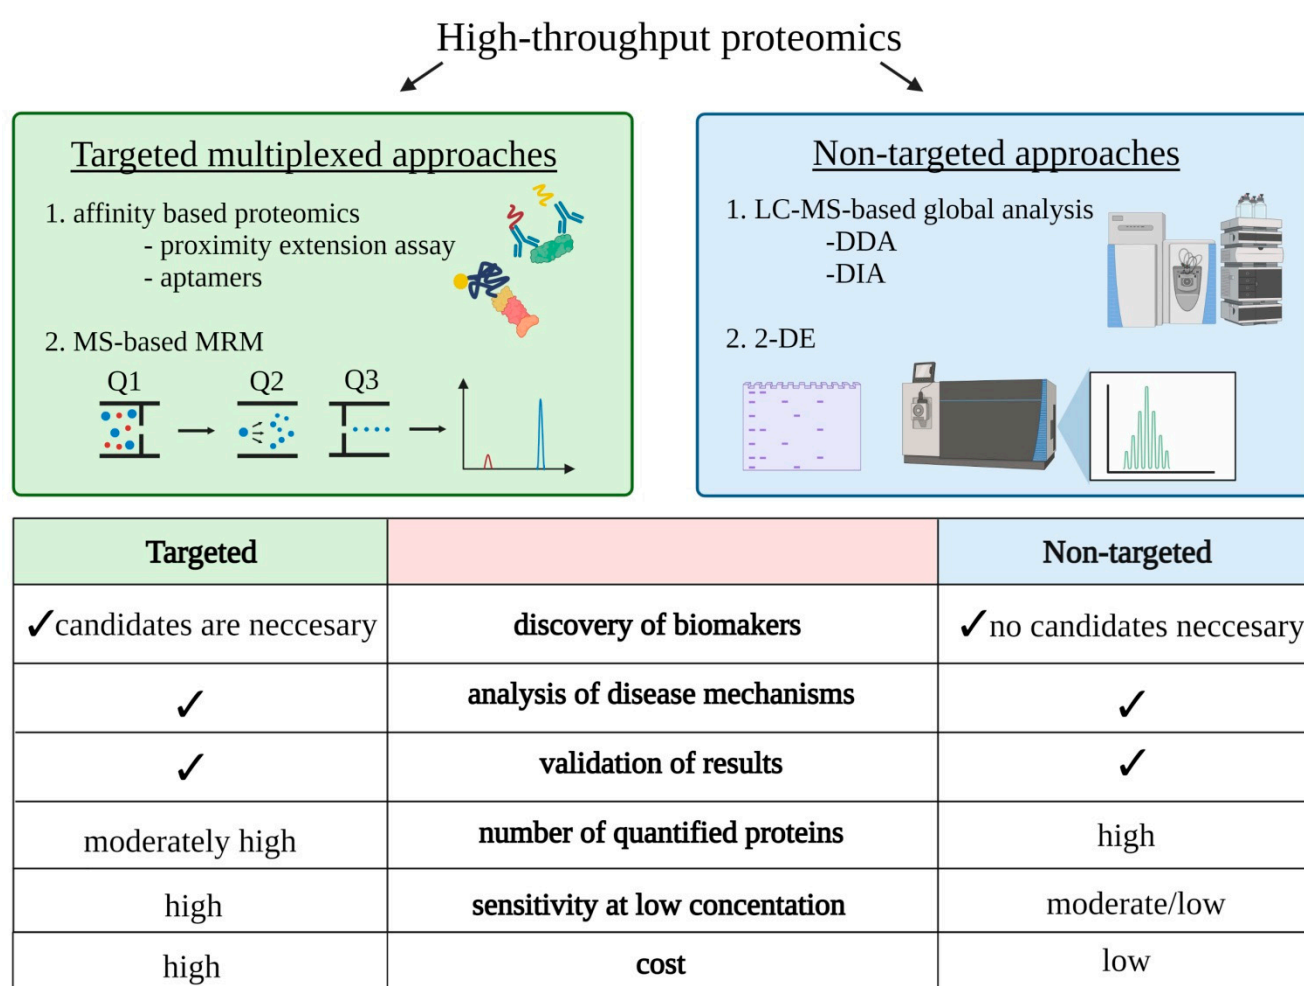 High-throughput proteomics
Targeted multiplexed approaches
1. affinity based proteomics
- proximity extension assay
- aptamers
2. MS-based MRM
Q1 Q2 Q3
Non-targeted approaches
1. LC-MS-based global analysis
-DDA
-DIA
2. 2-DE
Targeted Non-targeted
✓candidates are neccesary discovery of biomakers ✓no candidates neccesary
✓ analysis of disease mechanisms ✓
✓ validation of results ✓
moderately high number of quantified proteins high
high sensitivity at low concentation moderate/low
high cost low